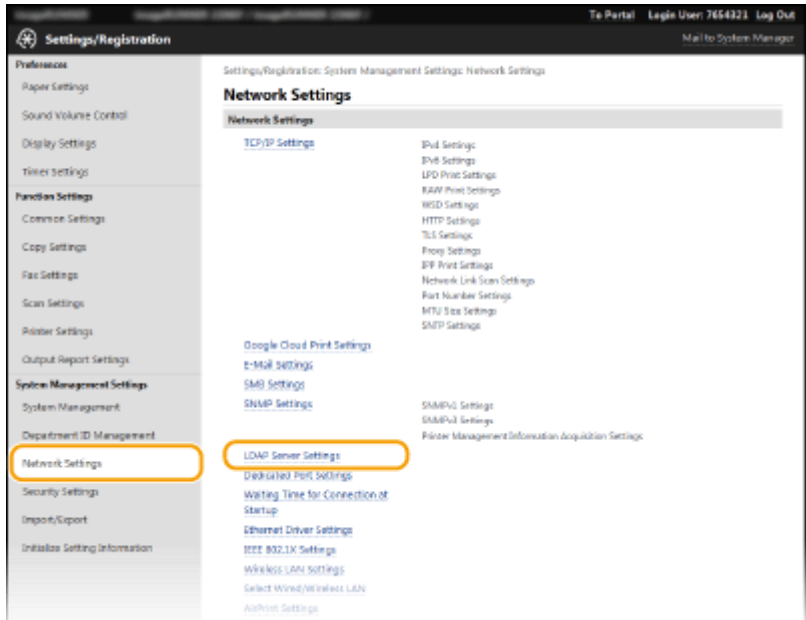 To Portal Login User: 7654321 Log Out
Settings/Registration
Mail to System Manager
Preferences
Paper Settings
Sound Volume Control
Display Settings
Timer Settings
Function Settings
Common Settings
Copy Settings
Fax Settings
Scan Settings
Printer Settings
Output Report Settings
System Management Settings
System Management
Department ID Management
Network Settings
Security Settings
Import/Export
Initialize Setting Information
Settings/Registration: System Management Settings: Network Settings
Network Settings
Network Settings
TCP/IP Settings
IPv4 Settings
IPv6 Settings
LPD Print Settings
RAW Print Settings
WSD Settings
HTTP Settings
TLS Settings
Proxy Settings
IPP Print Settings
Network Link Scan Settings
Port Number Settings
MTU Size Settings
SNTP Settings
Google Cloud Print Settings
E-Mail Settings
SMB Settings
SNMP Settings
SNMPv1 Settings
SNMPv3 Settings
Printer Management Information Acquisition Settings
LDAP Server Settings
Dedicated Port Settings
Waiting Time for Connection at
Startup
Ethernet Driver Settings
IEEE 802.1X Settings
Wireless LAN Settings
Select Wired/Wireless LAN
AirPrint Settings